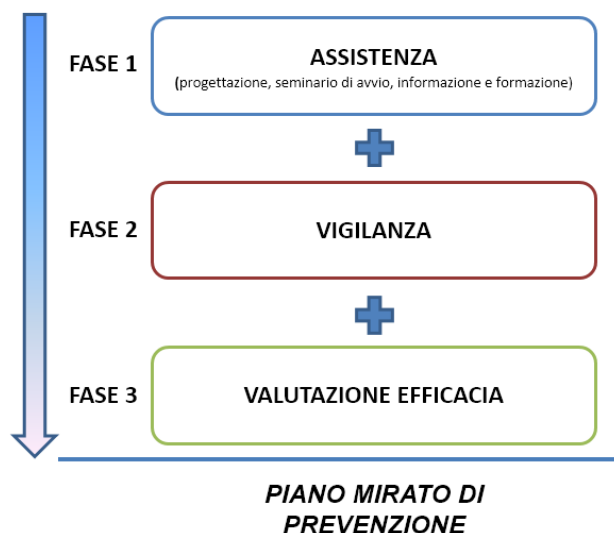 FASE 1
ASSISTENZA
(progettazione, seminario di avvio, informazione e formazione)
FASE 2
VIGILANZA
FASE 3
VALUTAZIONE EFFICACIA
PIANO MIRATO DI
PREVENZIONE